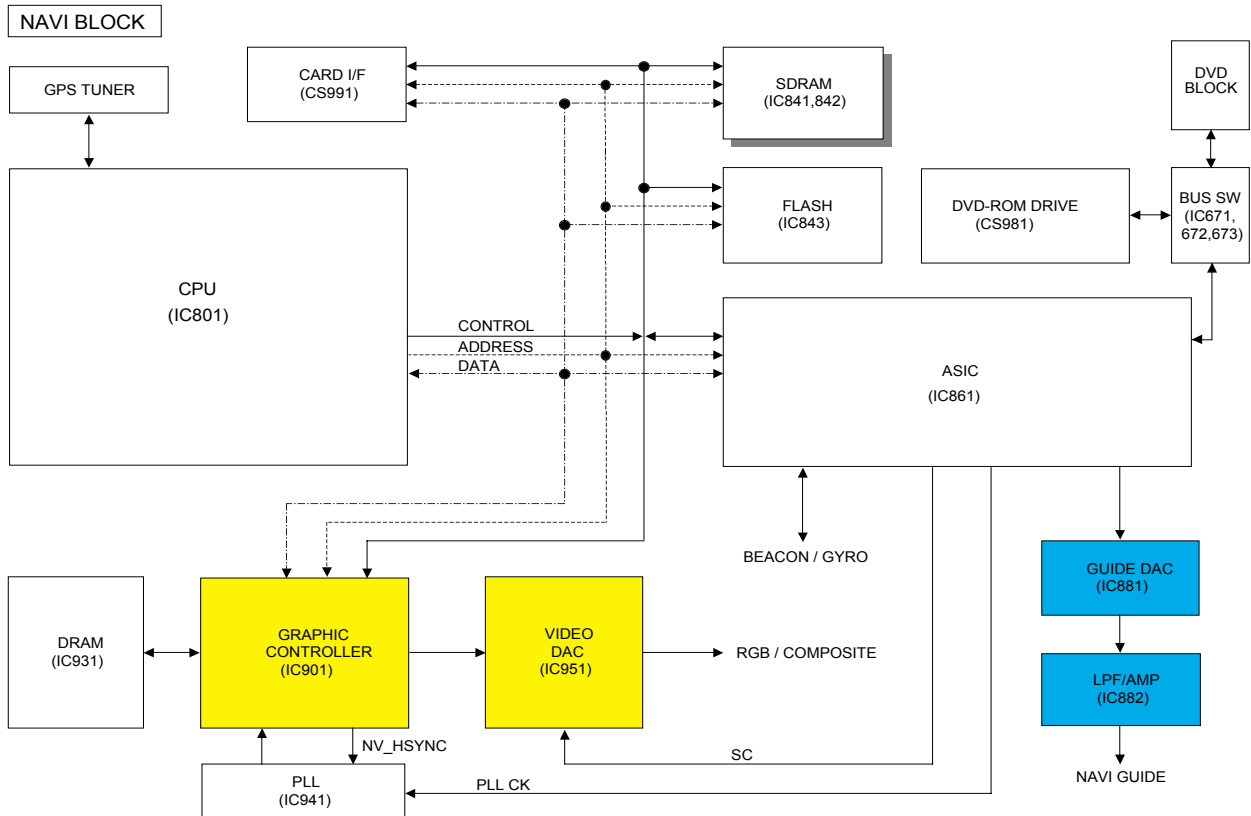 NAVI BLOCK
GPS TUNER
CARD I/F
(CS991)
SDRAM
(IC841,842)
DVD
BLOCK
CPU
(IC801)
FLASH
(IC843)
DVD-ROM DRIVE
(CS981)
BUS SW
(IC671,
672,673)
CONTROL
ADDRESS
DATA
ASIC
(IC861)
BEACON / GYRO
GUIDE DAC
(IC881)
DRAM
(IC931)
GRAPHIC
CONTROLLER
(IC901)
VIDEO
DAC
(IC951)
RGB / COMPOSITE
LPF/AMP
(IC882)
NV_HSYNC
SC
NAVI GUIDE
PLL
(IC941)
PLL CK